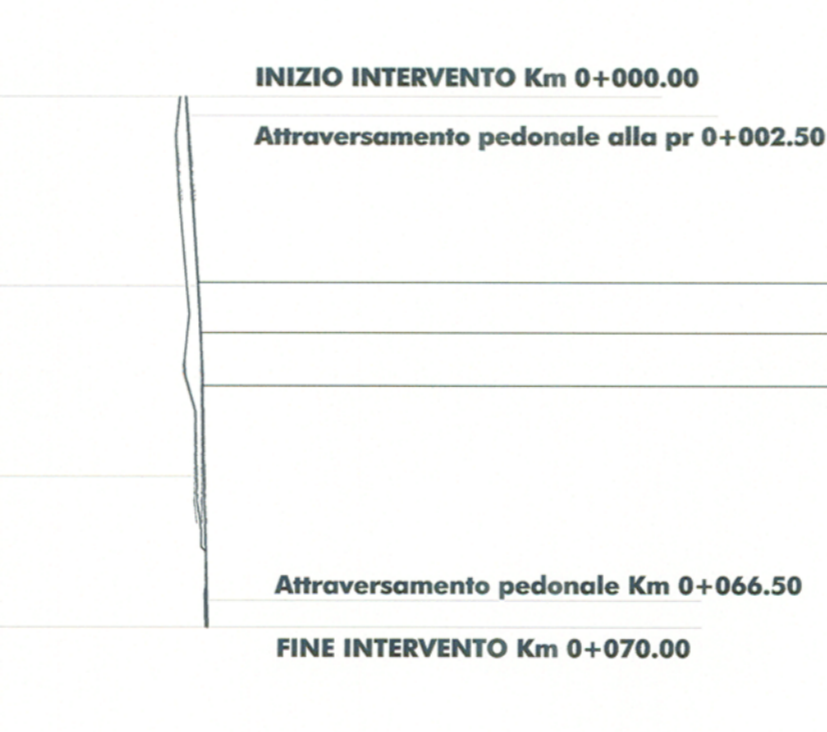 INIZIO INTERVENTO Km 0+000.00
Attraversamento pedonale alla pr 0+002.50
Attraversamento pedonale Km 0+066.50
FINE INTERVENTO Km 0+070.00